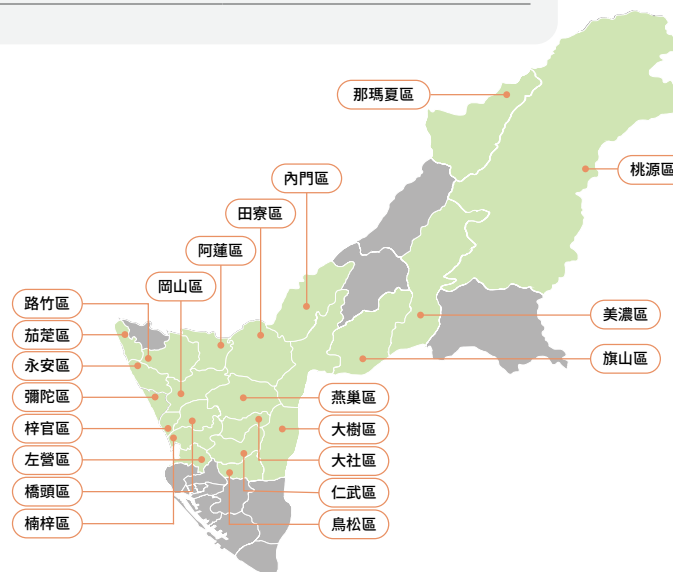 那瑪夏區
桃源區
內門區
田寮區
阿蓮區
岡山區
路竹區
茄萣區
永安區
彌陀區
梓官區
左營區
橋頭區
楠梓區
美濃區
旗山區
燕巢區
大樹區
大社區
仁武區
鳥松區